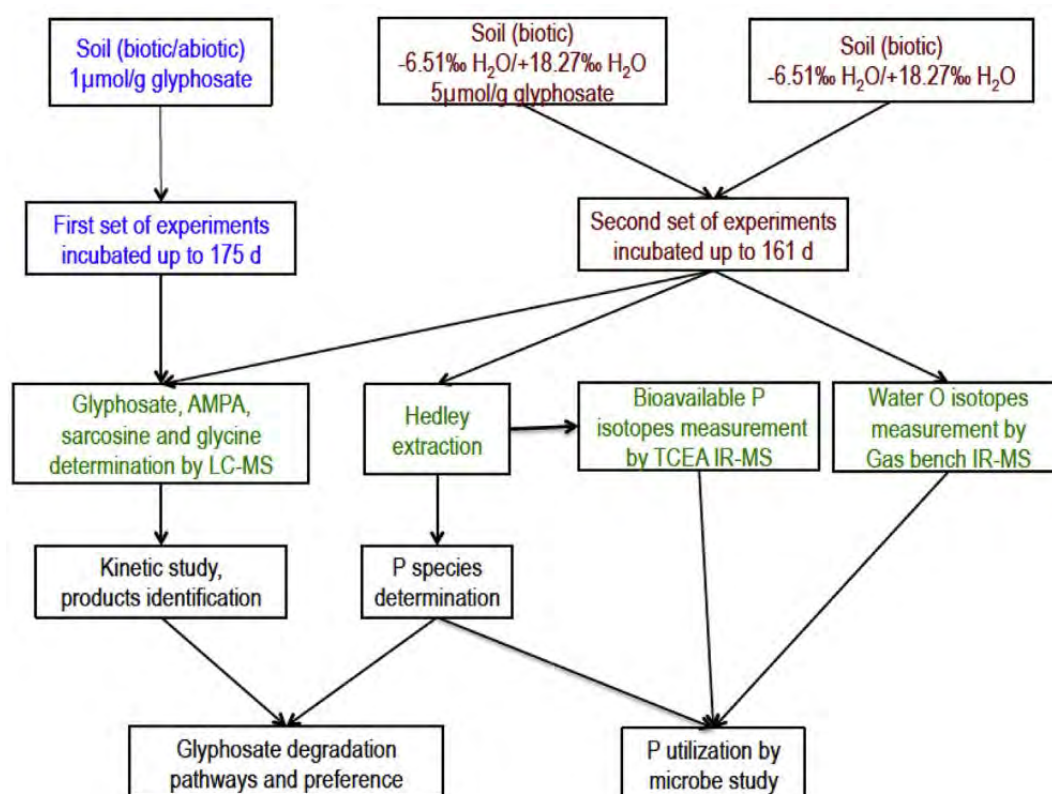 Soil (biotic/abiotic)
1µmol/g glyphosate
Soil (biotic)
-6.51‰ H₂O/+18.27‰ H₂O
5µmol/g glyphosate
Soil (biotic)
-6.51‰ H₂O/+18.27‰ H₂O
First set of experiments
incubated up to 175 d
Second set of experiments
incubated up to 161 d
Glyphosate, AMPA,
sarcosine and glycine
determination by LC-MS
Hedley
extraction
Bioavailable P
isotopes measurement
by TCEA IR-MS
Water O isotopes
measurement by
Gas bench IR-MS
Kinetic study,
products identification
P species
determination
Glyphosate degradation
pathways and preference
P utilization by
microbe study